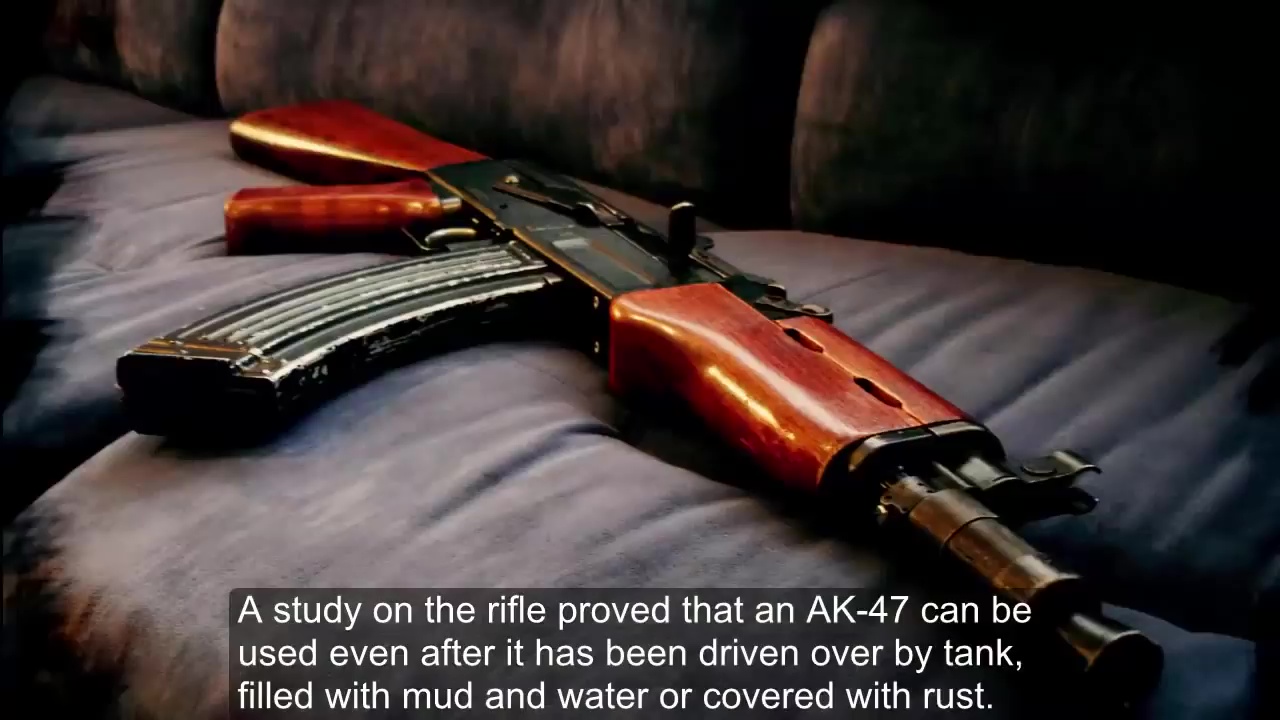 A study on the rifle proved that an AK-47 can be
used even after it has been driven over by tank,
filled with mud and water or covered with rust.